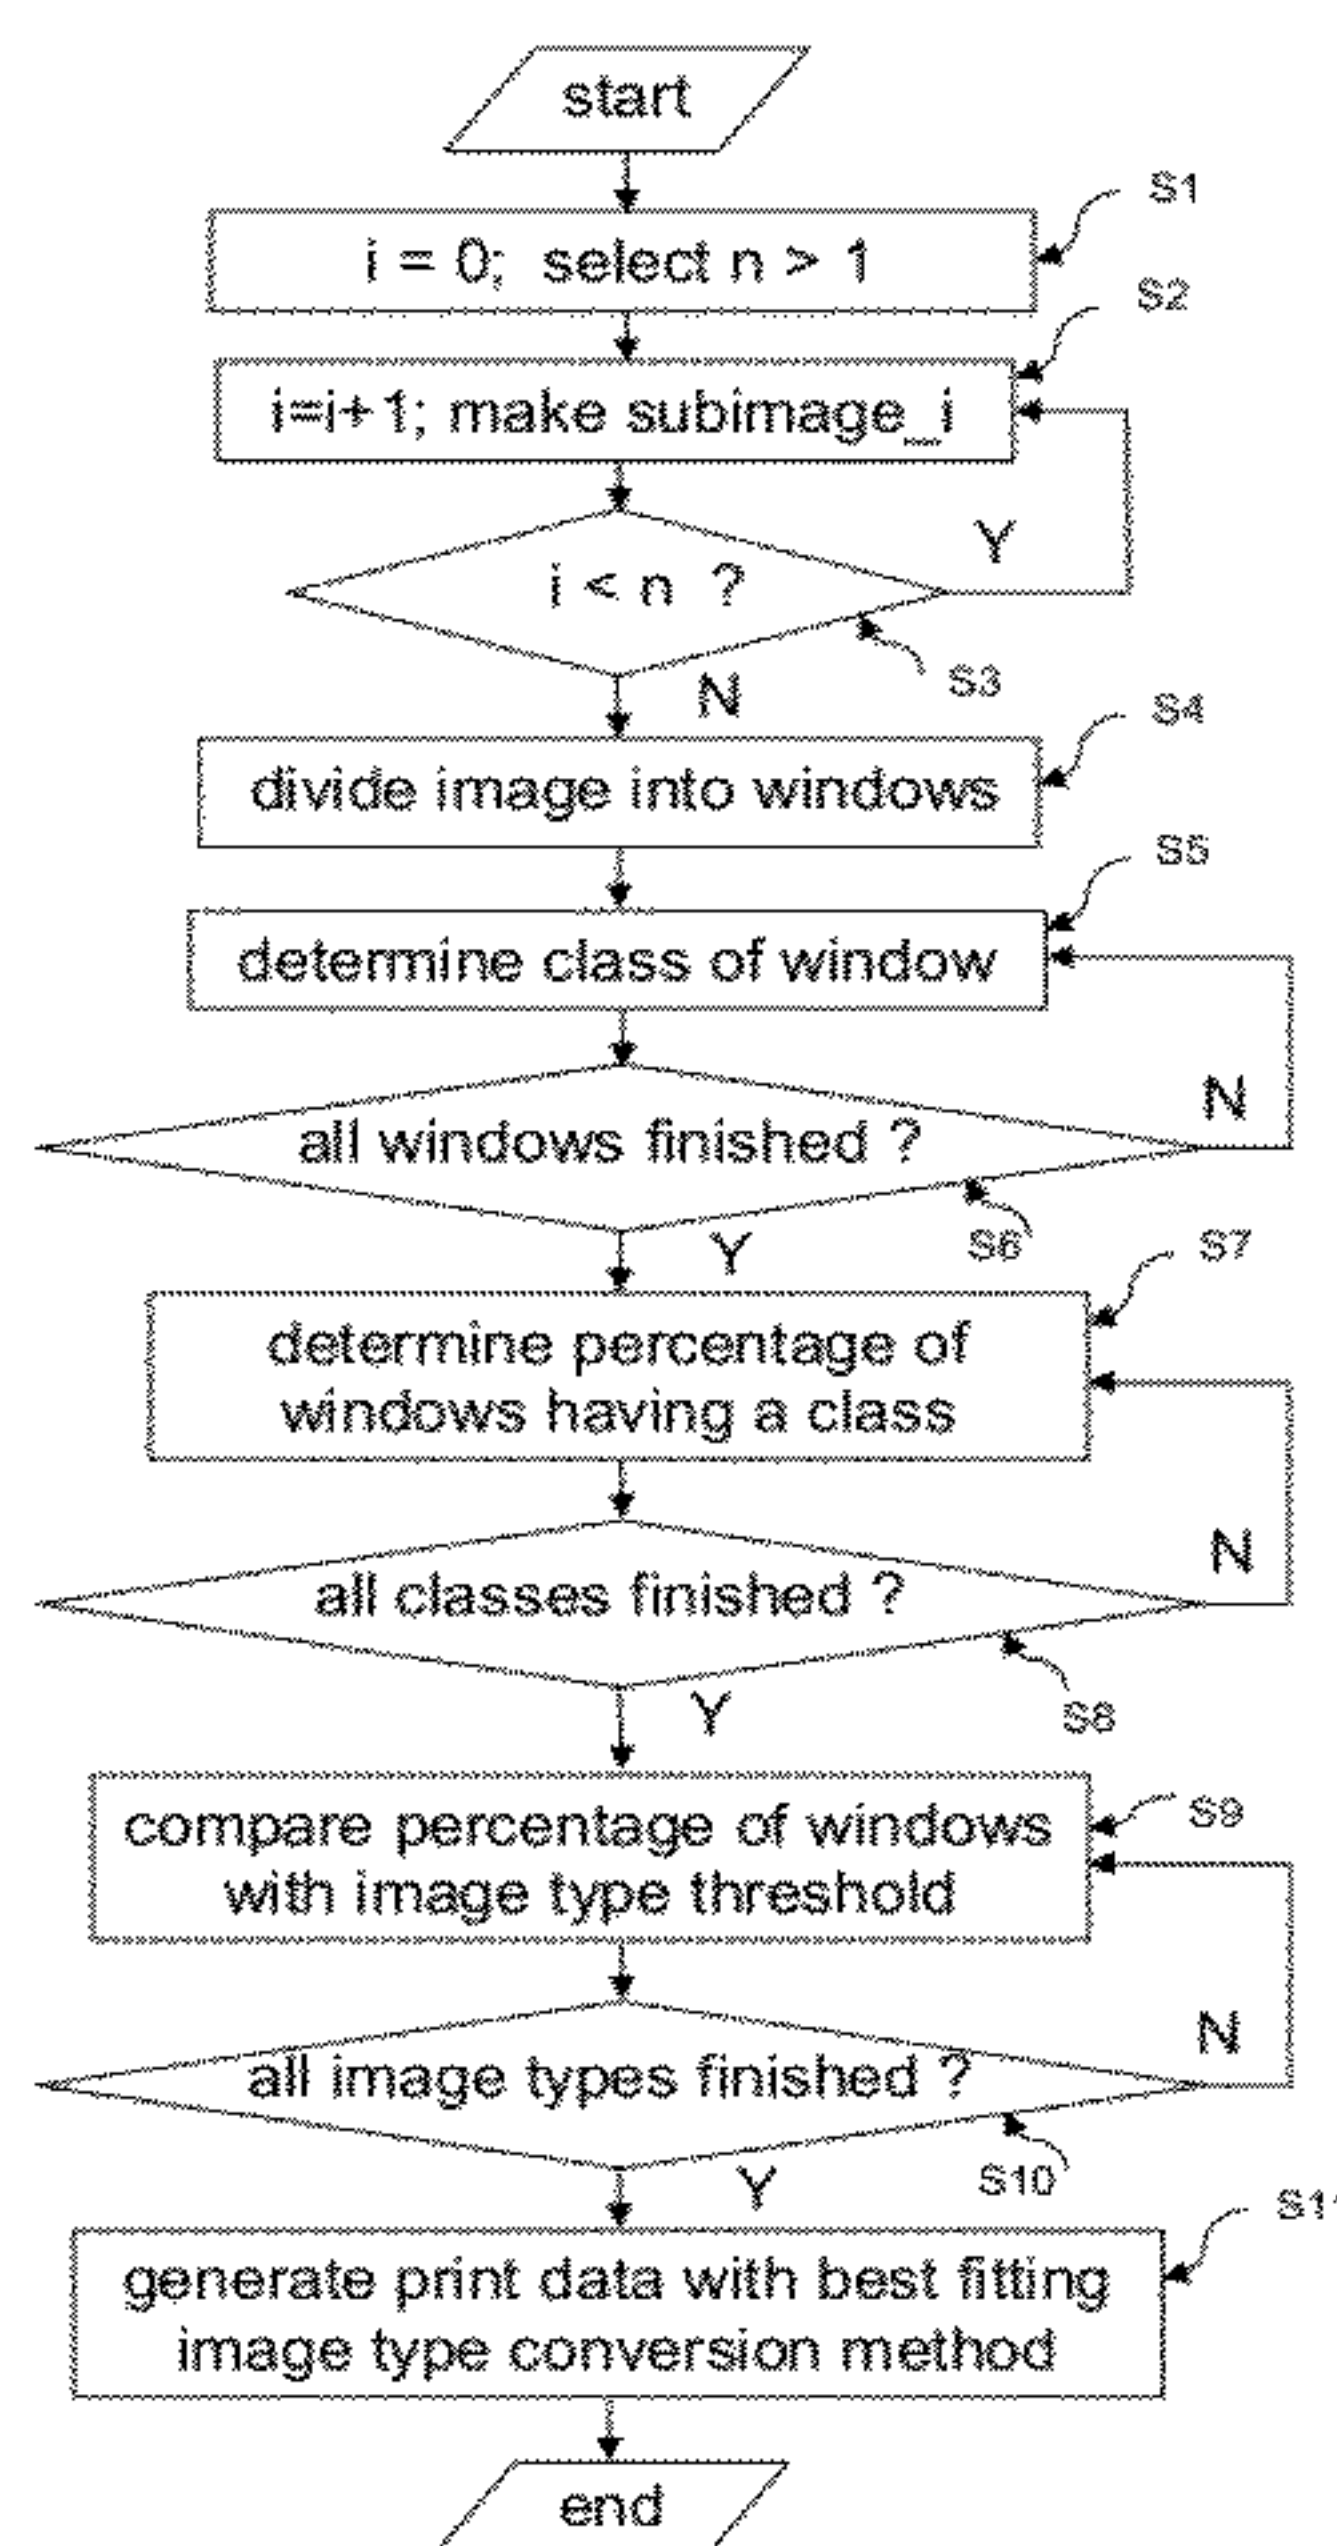 start
S1
i = 0; select n > 1
S2
i=i+1; make subimage_i
Y
i < n ?
S3
N
S4
divide image into windows
S5
determine class of window
N
all windows finished ?
S6
Y
S7
determine percentage of
windows having a class
N
all classes finished ?
S8
Y
S9
compare percentage of windows
with image type threshold
N
all image types finished ?
S10
Y
S11
generate print data with best fitting
image type conversion method
end